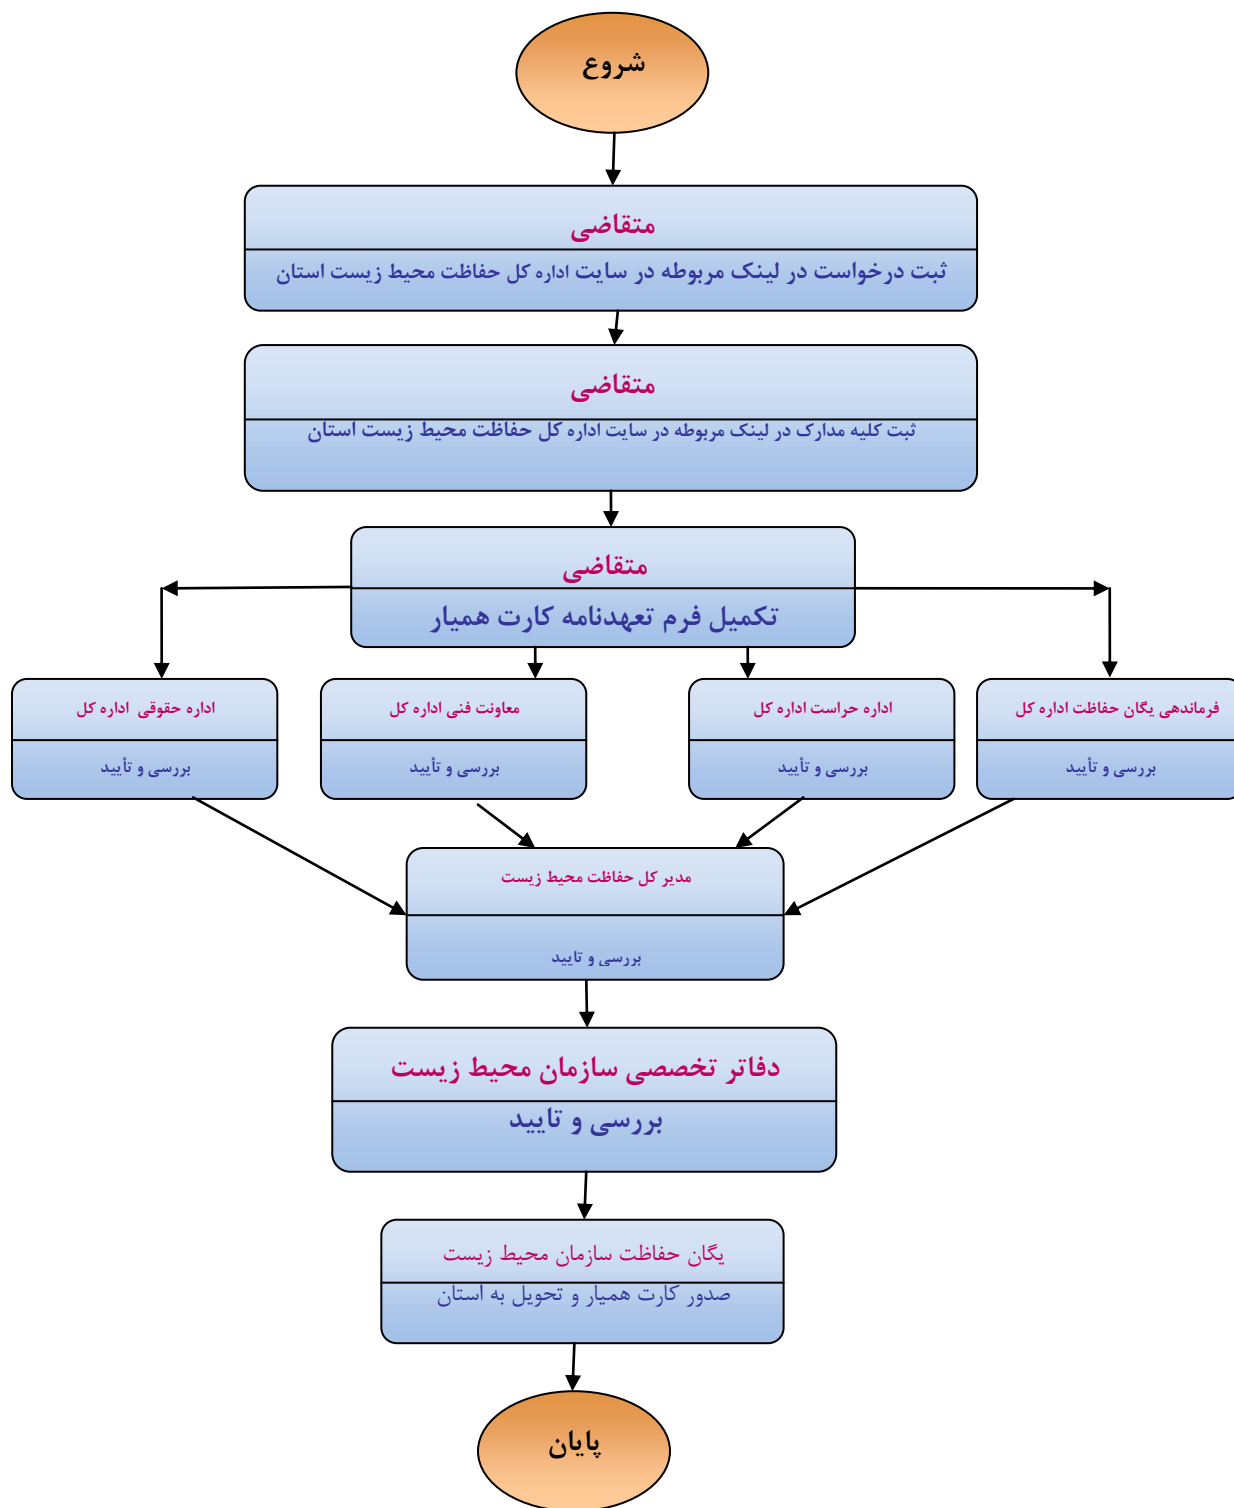 شروع
متقاضی
ثبت درخواست در لینک مربوطه در سایت اداره کل حفاظت محیط زیست استان
متقاضی
ثبت کلیه مدارک در لینک مربوطه در سایت اداره کل حفاظت محیط زیست استان
متقاضی
تکمیل فرم تعهدنامه کارت همیار
فرماندهی یگان حفاظت اداره کل
بررسی و تأیید
اداره حراست اداره کل
بررسی و تأیید
معاونت فنی اداره کل
بررسی و تأیید
اداره حقوقی اداره کل
بررسی و تأیید
مدیر کل حفاظت محیط زیست
بررسی و تایید
دفاتر تخصصی سازمان محیط زیست
بررسی و تایید
یگان حفاظت سازمان محیط زیست
صدور کارت همیار و تحویل به استان
پایان